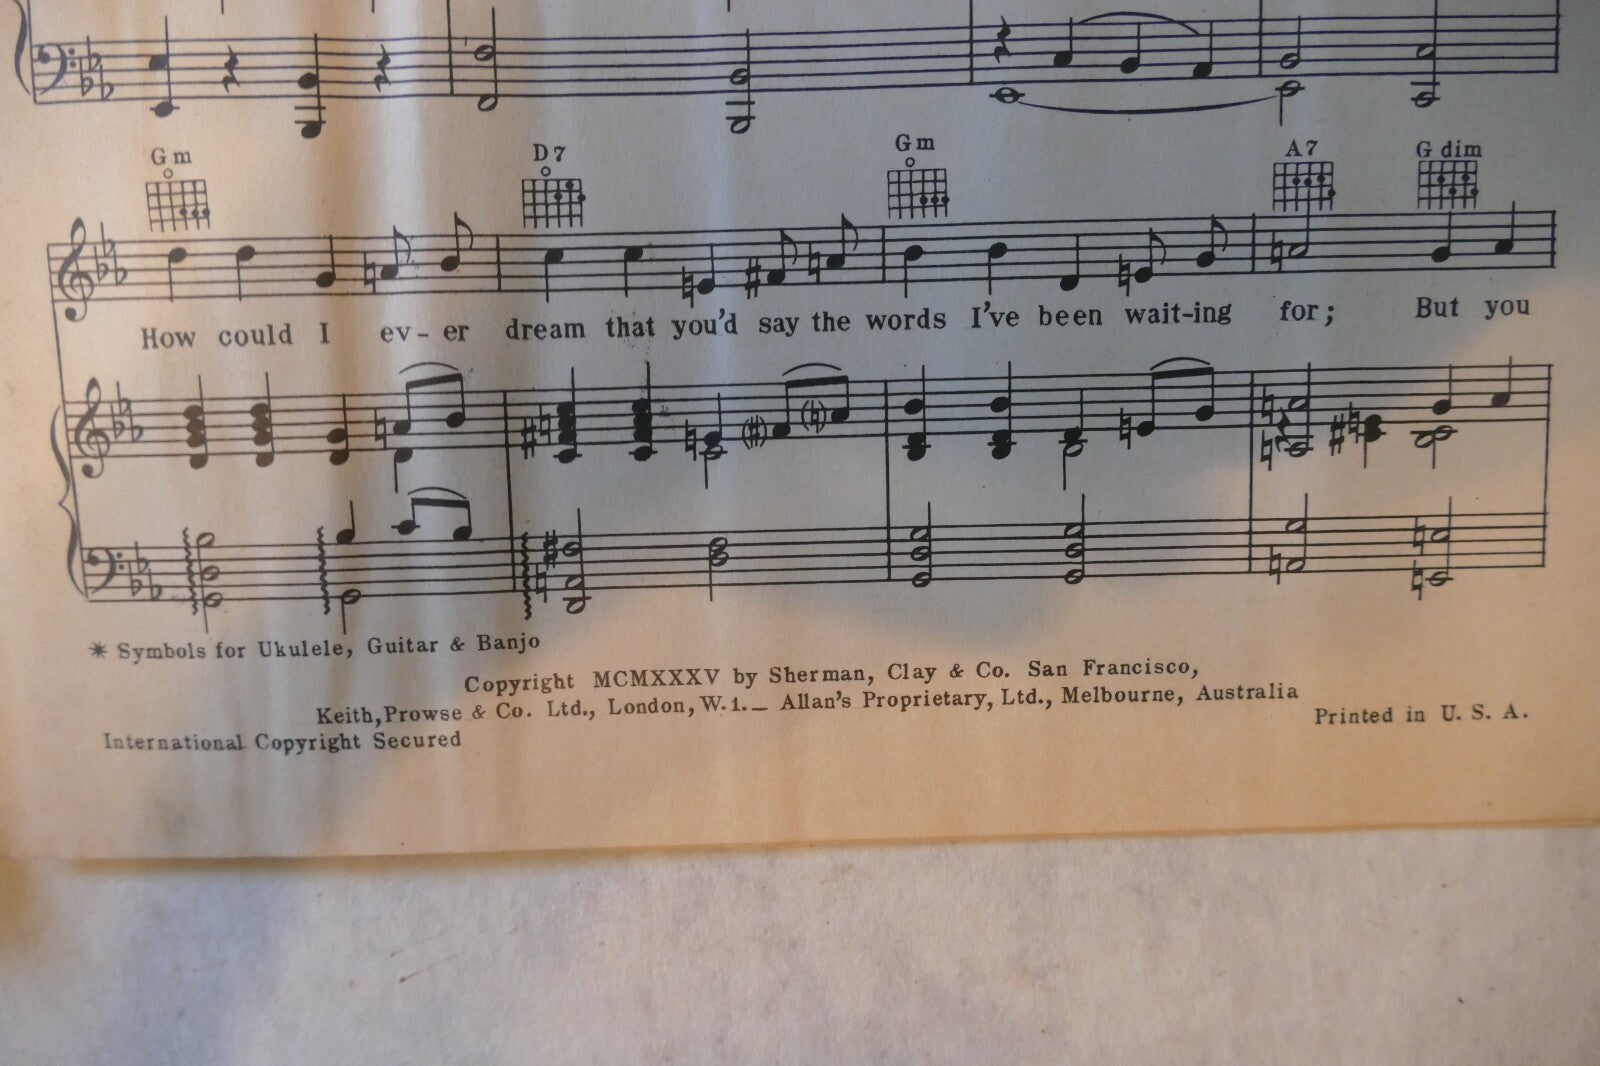 Gm D7 Gm A7 G dim
How could I ev- er dream that you'd say the words I've been wait-ing for; But you
* Symbols for Ukulele, Guitar & Banjo
Copyright MCMXXXV by Sherman, Clay & Co. San Francisco,
Keith, Prowse & Co. Ltd., London, W.1.— Allan's Proprietary, Ltd., Melbourne, Australia
International Copyright Secured
Printed in U. S. A.